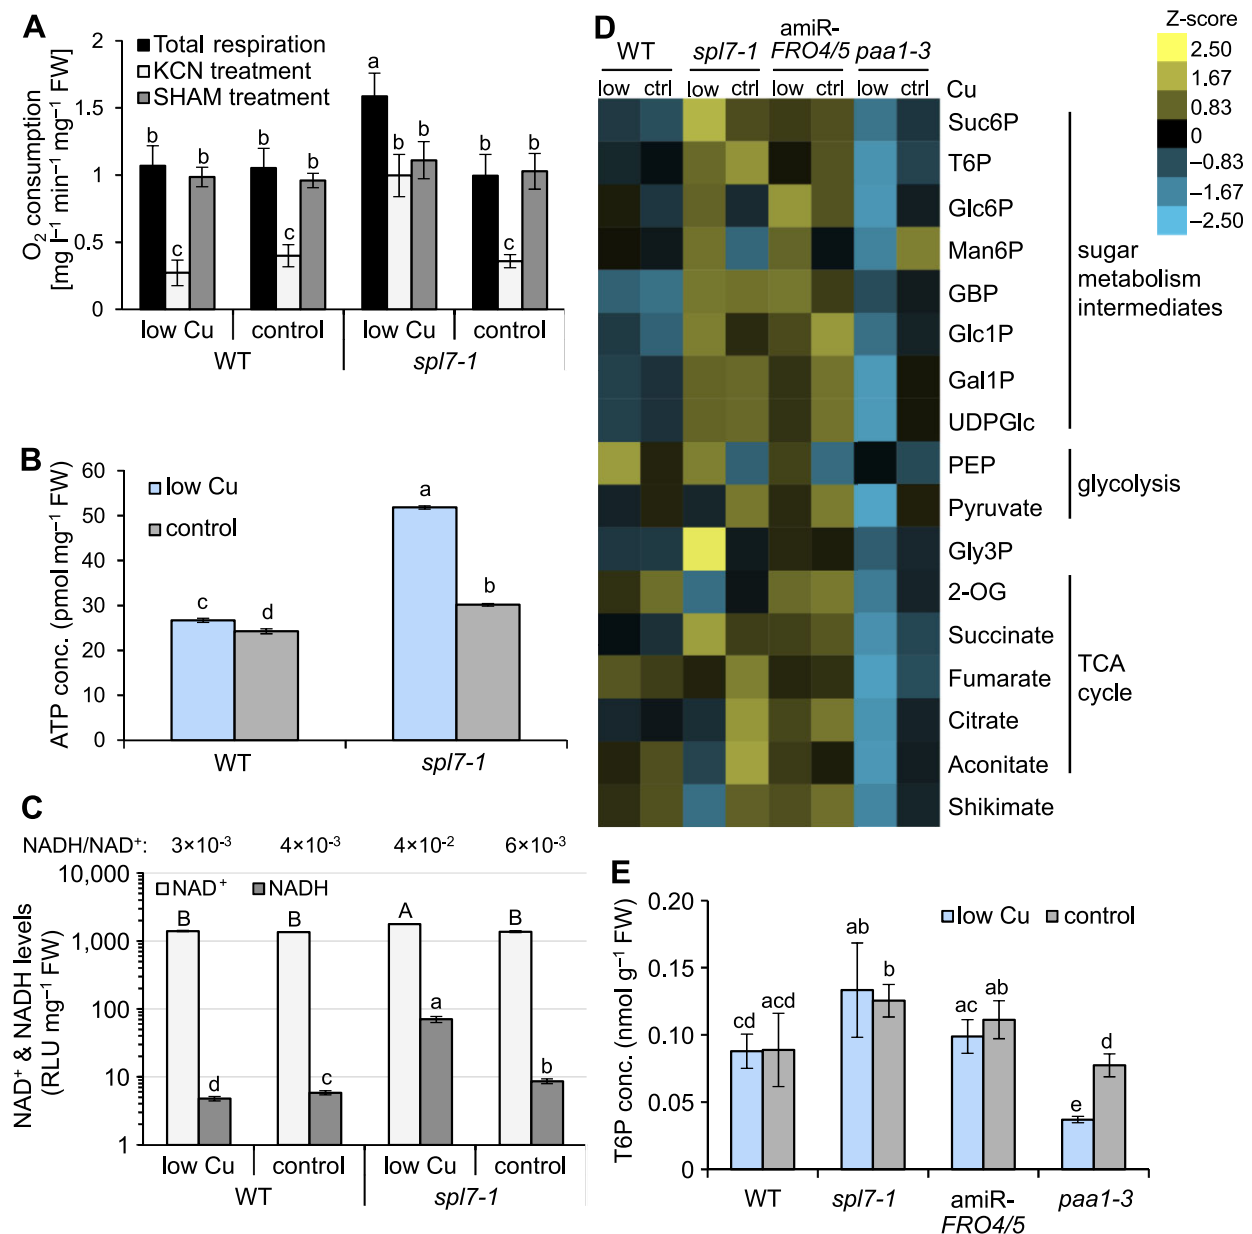 A
O₂ consumption
[mg l⁻¹ min⁻¹ mg⁻¹ FW]
2
1.5
1
0.5
0
Total respiration
KCN treatment
SHAM treatment
b
c
b
b
c
b
a
b
b
b
c
b
low Cu
control
low Cu
control
WT
spl7-1
B
ATP conc. (pmol mg⁻¹ FW)
60
50
40
30
20
10
0
low Cu
control
c
d
a
b
WT
spl7-1
C
NADH/NAD⁺: 3×10⁻³ 4×10⁻³ 4×10⁻² 6×10⁻³
NAD⁺ & NADH levels
(RLU mg⁻¹ FW)
10,000
1,000
100
10
1
NAD⁺
NADH
B
d
B
c
A
a
B
b
low Cu
control
low Cu
control
WT
spl7-1
D
WT
spl7-1
amiR-
FRO4/5
paa1-3
low ctrl low ctrl low ctrl low ctrl
Cu
Suc6P
T6P
Glc6P
Man6P
GBP
Glc1P
Gal1P
UDPGlc
PEP
Pyruvate
Gly3P
2-OG
Succinate
Fumarate
Citrate
Aconitate
Shikimate
sugar
metabolism
intermediates
glycolysis
TCA
cycle
Z-score
2.50
1.67
0.83
0
−0.83
−1.67
−2.50
E
T6P conc. (nmol g⁻¹ FW)
0.20
0.15
0.10
0.05
0
low Cu
control
cd
acd
ab
b
ac
ab
e
d
WT
spl7-1
amiR-
FRO4/5
paa1-3